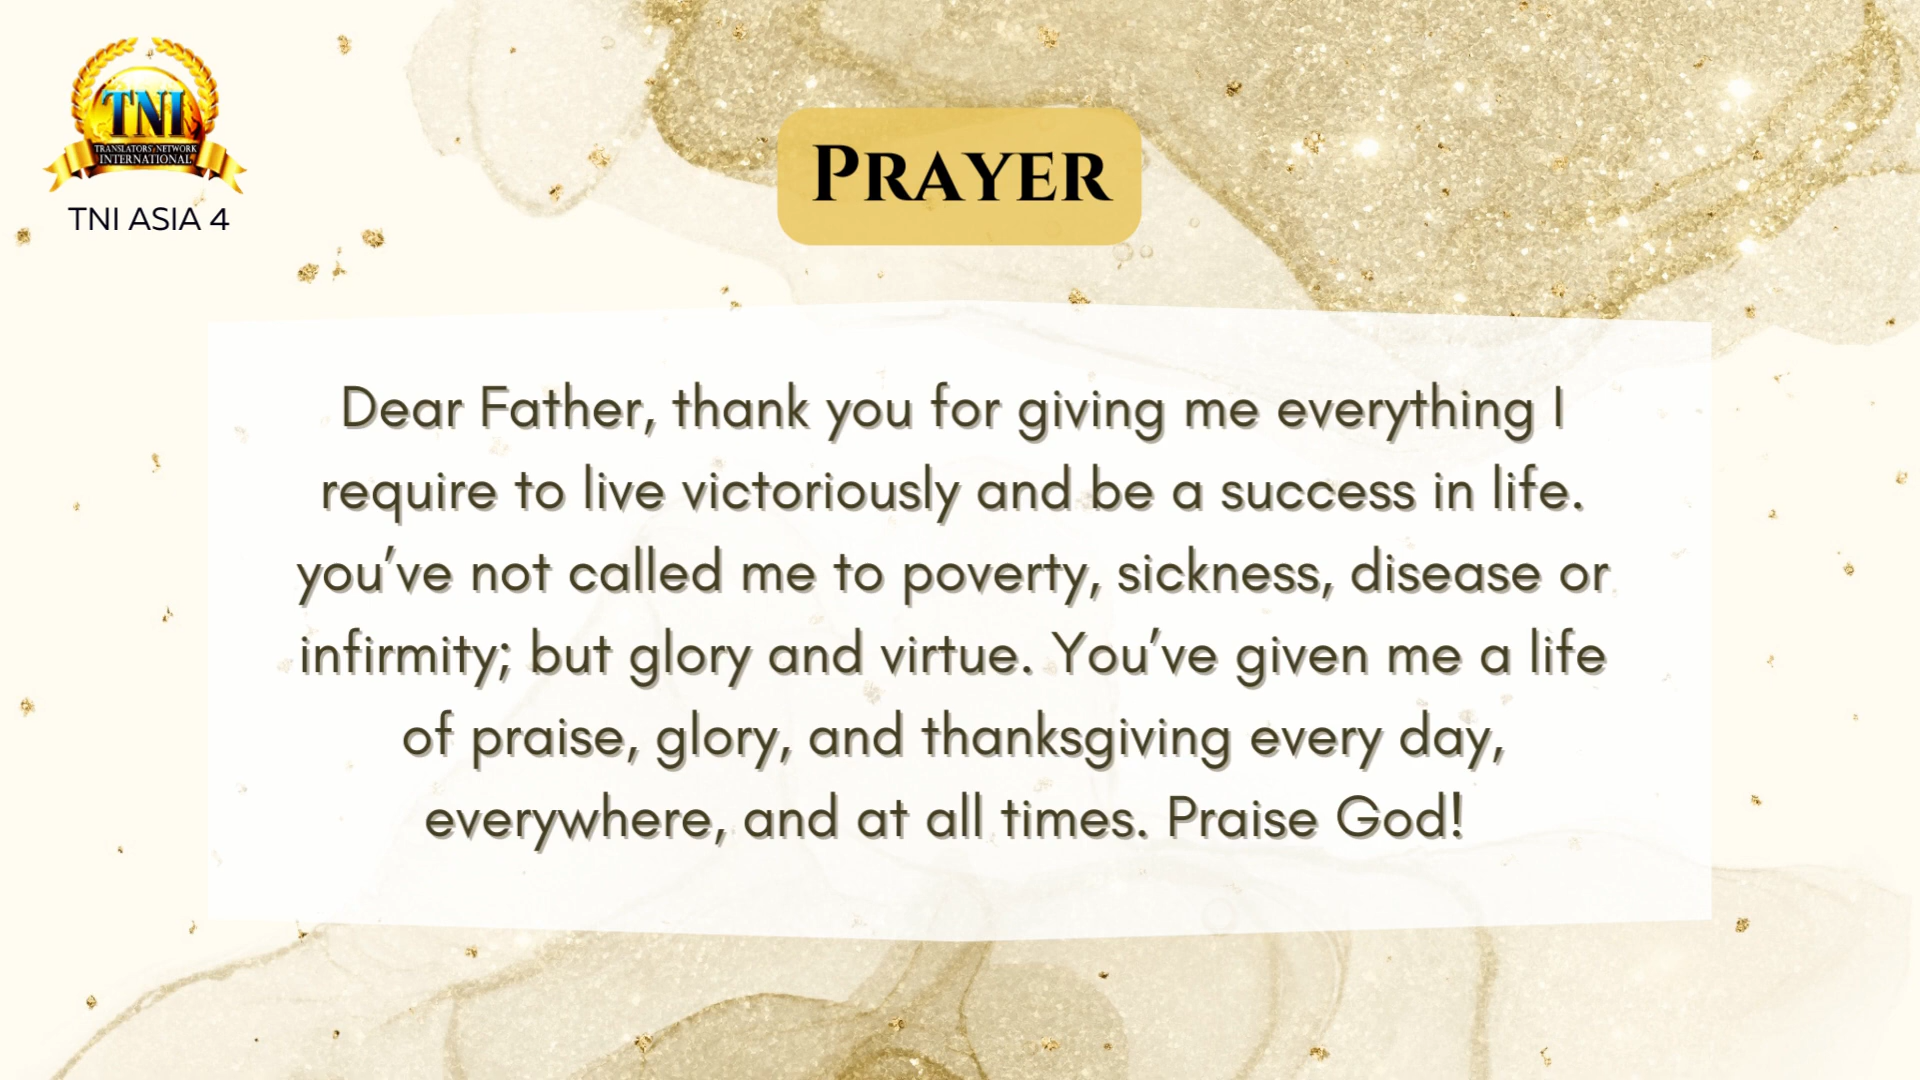 TNI
TRANSLATORS' NETWORK
INTERNATIONAL
TNI ASIA 4
PRAYER
Dear Father, thank you for giving me everything I
require to live victoriously and be a success in life.
you've not called me to poverty, sickness, disease or
infirmity; but glory and virtue. You've given me a life
of praise, glory, and thanksgiving every day,
everywhere, and at all times. Praise God!